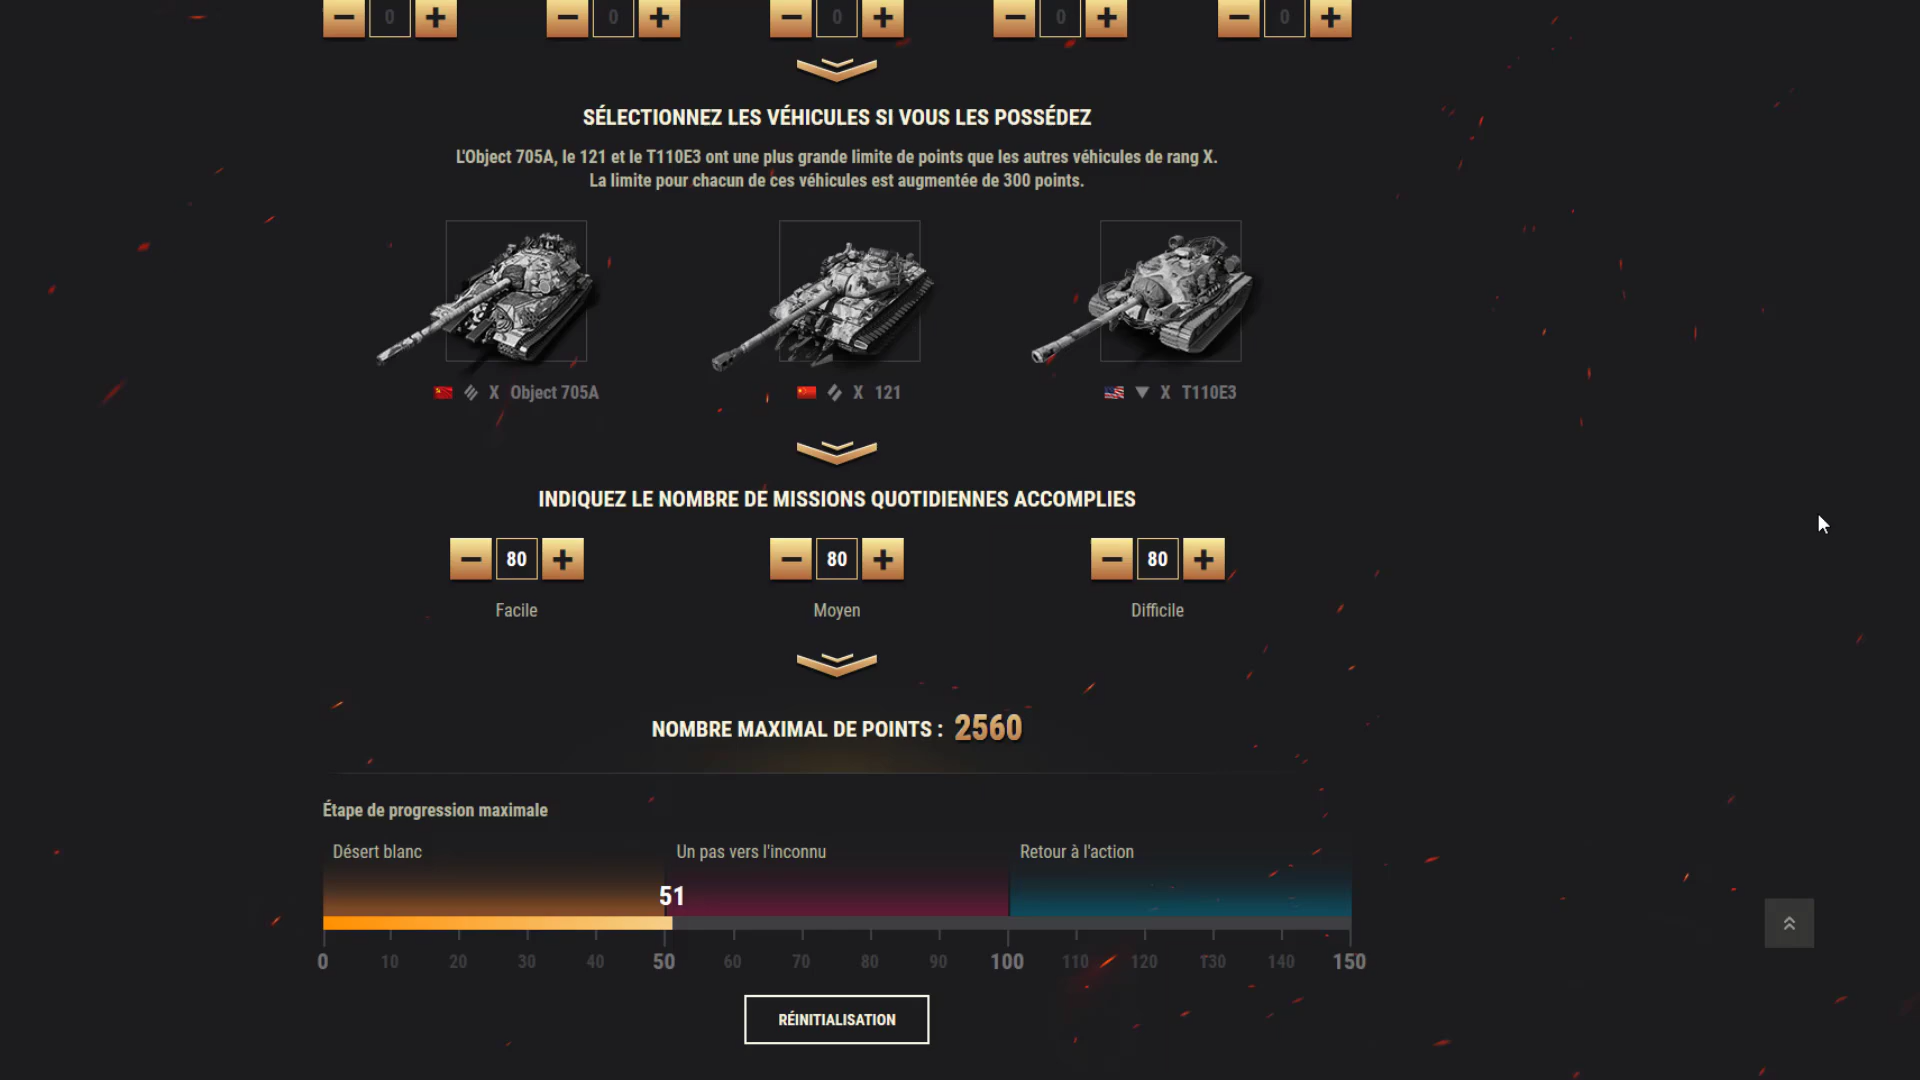 0 0 0 0 0
SÉLECTIONNEZ LES VÉHICULES SI VOUS LES POSSÉDEZ
L'Object 705A, le 121 et le T110E3 ont une plus grande limite de points que les autres véhicules de rang X.
La limite pour chacun de ces véhicules est augmentée de 300 points.
X Object 705A
X 121
X T110E3
INDIQUEZ LE NOMBRE DE MISSIONS QUOTIDIENNES ACCOMPLIES
80 80 80
Facile Moyen Difficile
NOMBRE MAXIMAL DE POINTS : 2560
Étape de progression maximale
Désert blanc Un pas vers l'inconnu Retour à l'action
51
0 10 20 30 40 50 60 70 80 90 100 110 120 130 140 150
RÉINITIALISATION